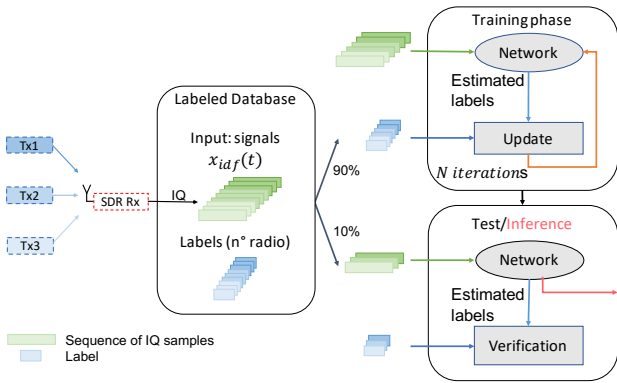 Training phase
Network
Estimated
labels
Update
N iterations
90%
10%
Labeled Database
Input: signals
x_idf(t)
Labels (n° radio)
Tx1
Tx2
Tx3
SDR Rx
IQ
Test/Inference
Network
Estimated
labels
Verification
Sequence of IQ samples
Label